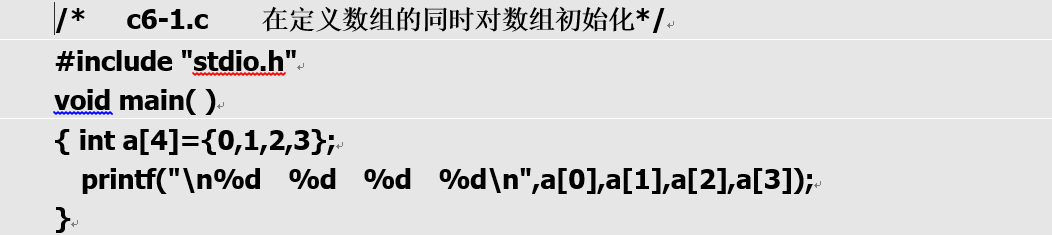 /*   c6-1.c    在定义数组的同时对数组初始化*/
#include "stdio.h"
void main( )
{ int a[4]={0,1,2,3};
  printf("\n%d  %d  %d  %d\n",a[0],a[1],a[2],a[3]);
}